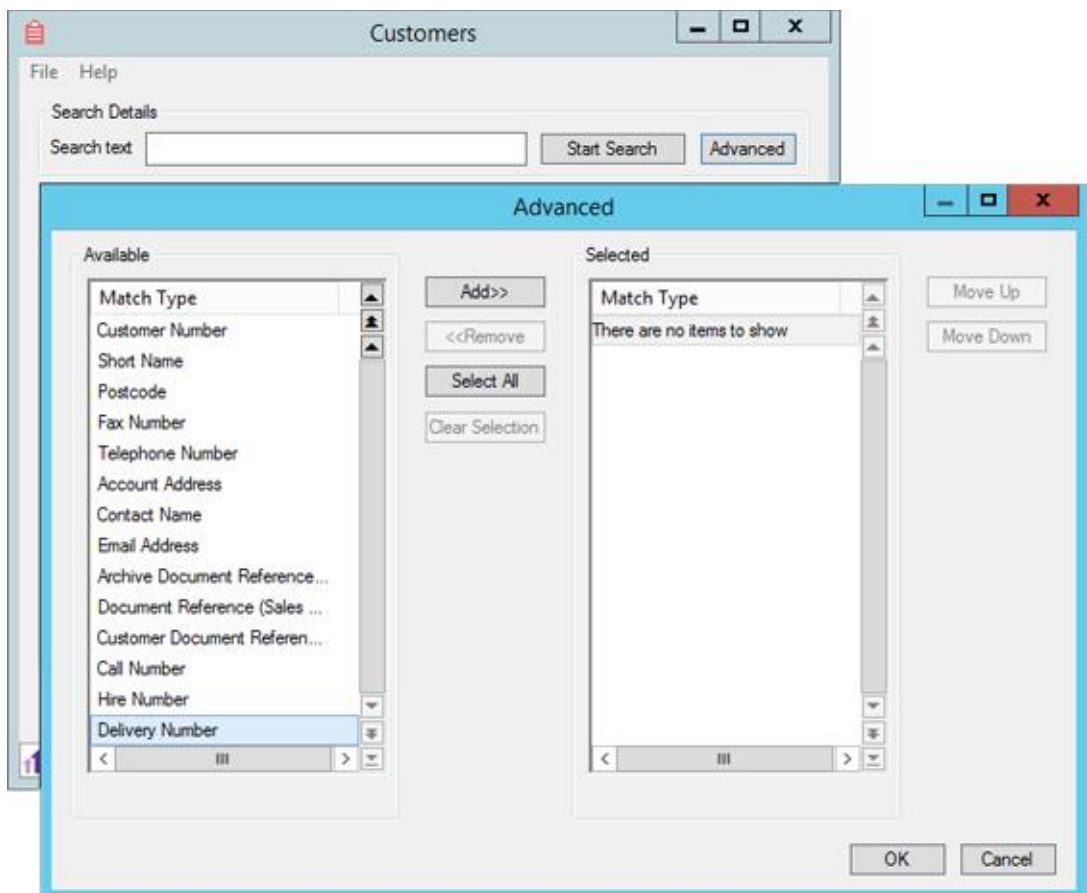 Customers
File Help
Search Details
Search text
Start Search
Advanced
Advanced
Available
Match Type
Customer Number
Short Name
Postcode
Fax Number
Telephone Number
Account Address
Contact Name
Email Address
Archive Document Reference...
Document Reference (Sales ...
Customer Document Referen...
Call Number
Hire Number
Delivery Number
Add>>
<<Remove
Select All
Clear Selection
Selected
Match Type
There are no items to show
Move Up
Move Down
OK
Cancel